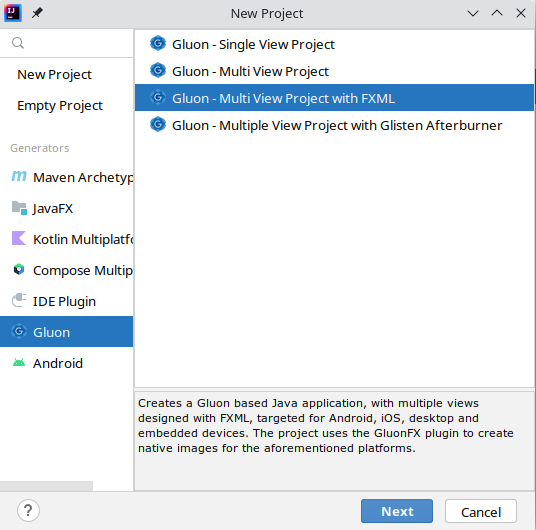 New Project
New Project
Empty Project
Generators
Maven Archetyp
JavaFX
Kotlin Multiplatfo
Compose Multip
IDE Plugin
Gluon
Android
Gluon - Single View Project
Gluon - Multi View Project
Gluon - Multi View Project with FXML
Gluon - Multiple View Project with Glisten Afterburner
Creates a Gluon based Java application, with multiple views
designed with FXML, targeted for Android, iOS, desktop and
embedded devices. The project uses the GluonFX plugin to create
native images for the aforementioned platforms.
?
Next
Cancel